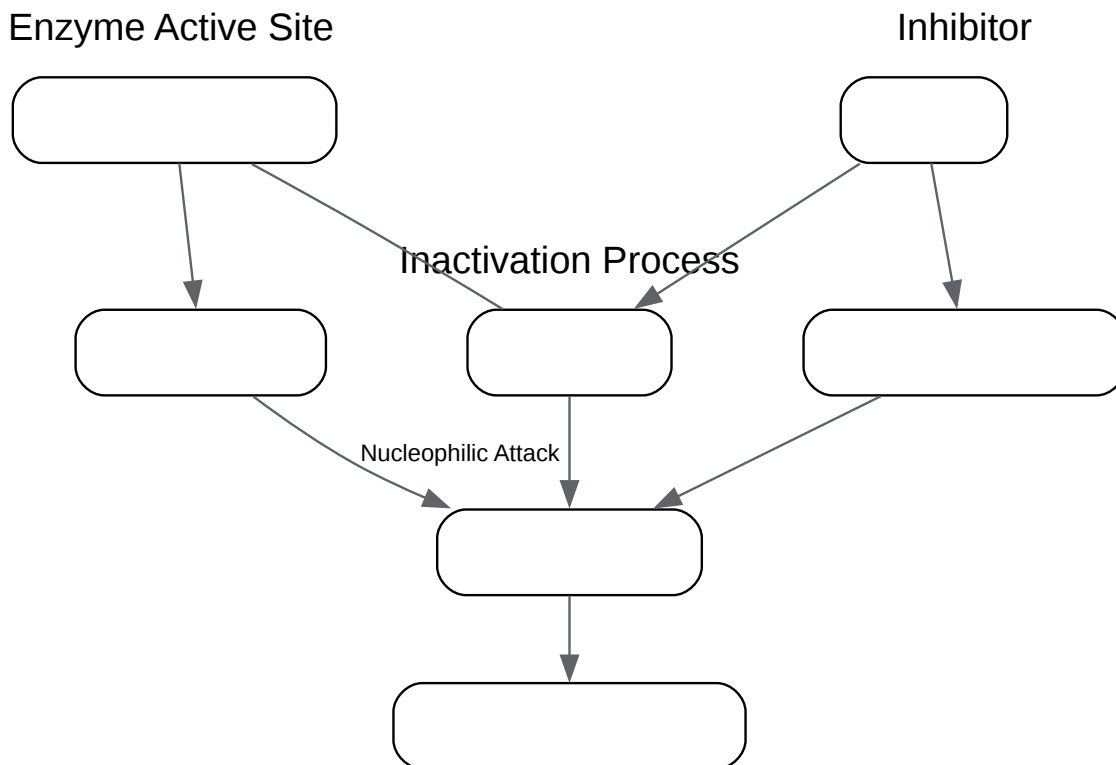 Enzyme Active Site
Inhibitor
Inactivation Process
Nucleophilic Attack